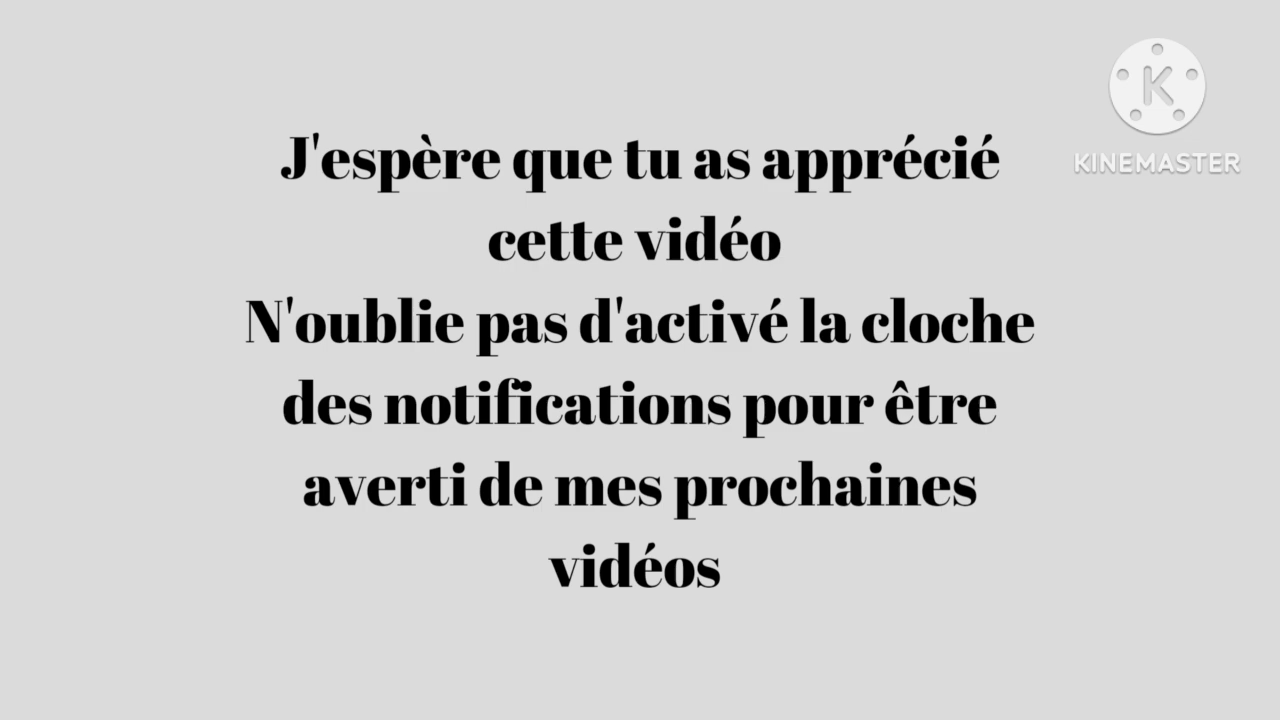 KINEMASTER
J'espère que tu as apprécié
cette vidéo
N'oublie pas d'activé la cloche
des notifications pour être
averti de mes prochaines
vidéos